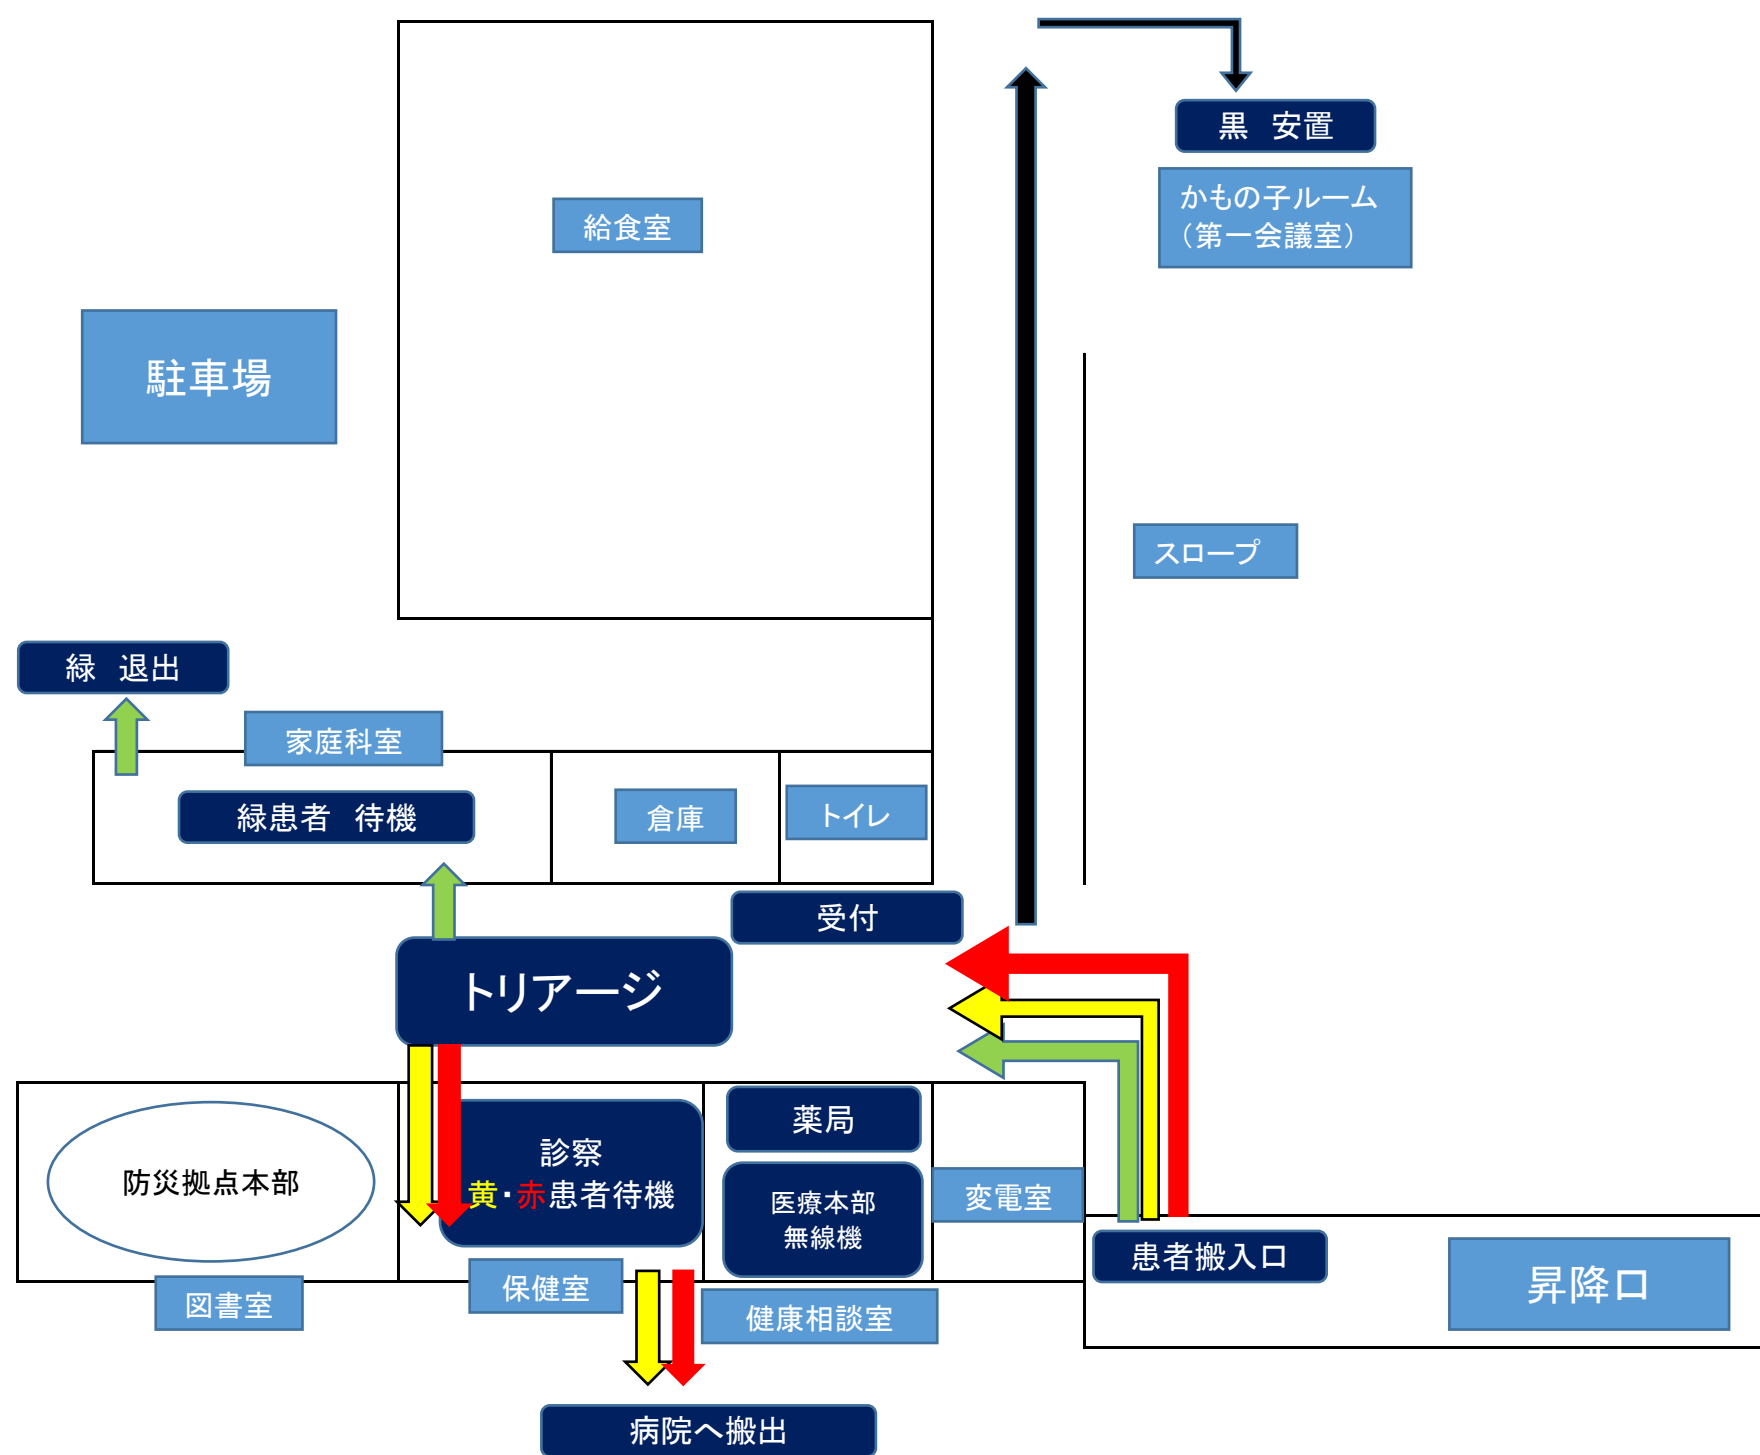 黒　安置
かもの子ルーム
（第一会議室）
給食室
駐車場
スロープ
緑　退出
家庭科室
緑患者　待機
倉庫
トイレ
受付
トリアージ
防災拠点本部
診察
黄・赤患者待機
薬局
医療本部
無線機
変電室
患者搬入口
昇降口
図書室
保健室
健康相談室
病院へ搬出